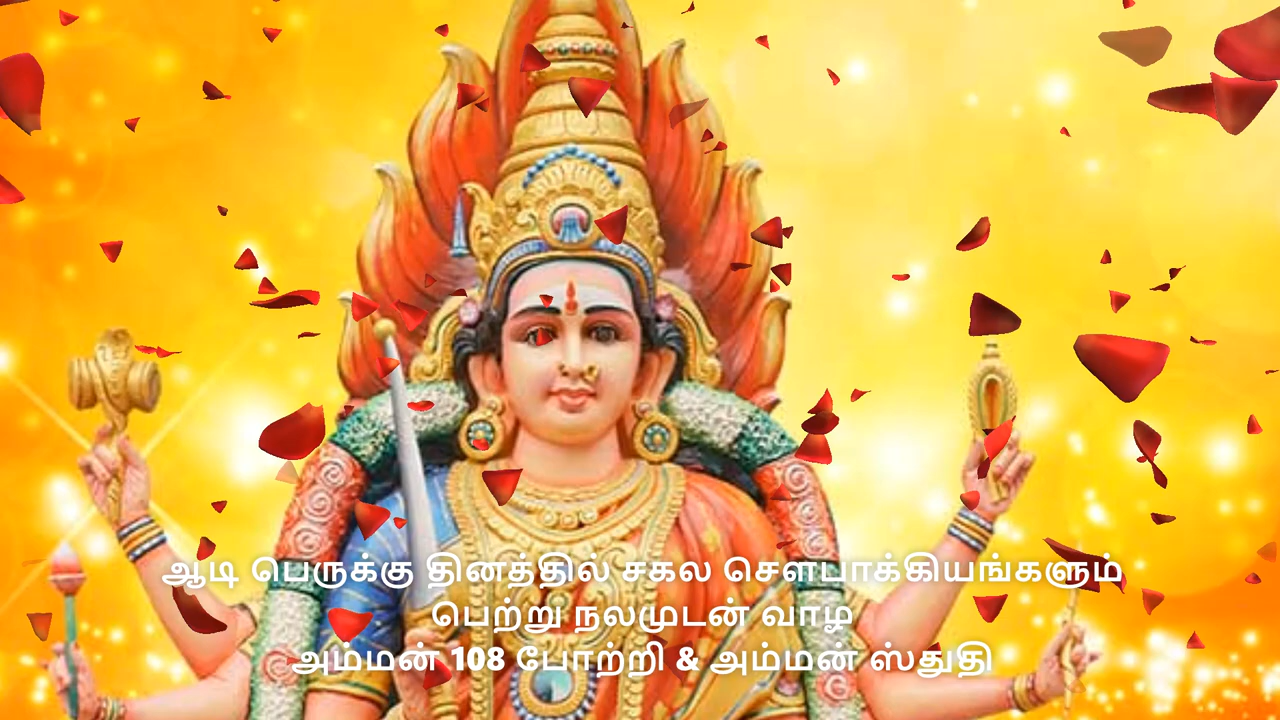 ஆடி பெருக்கு தினத்தில் சகல சௌபாக்கியங்களும்
பெற்று நலமுடன் வாழ
அம்மன் 108 போற்றி & அம்மன் ஸ்துதி